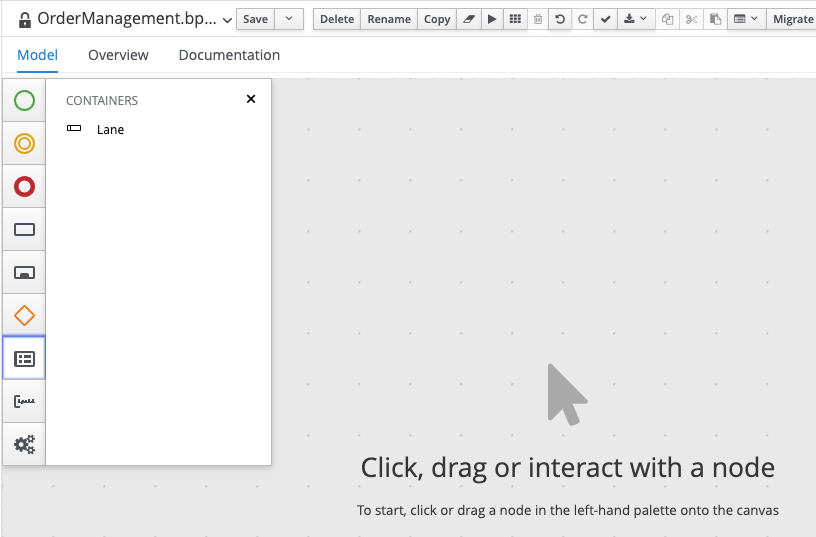 OrderManagement.bp...
Save
Delete
Rename
Copy
Migrate
Model
Overview
Documentation
CONTAINERS
Lane
Click, drag or interact with a node
To start, click or drag a node in the left-hand palette onto the canvas